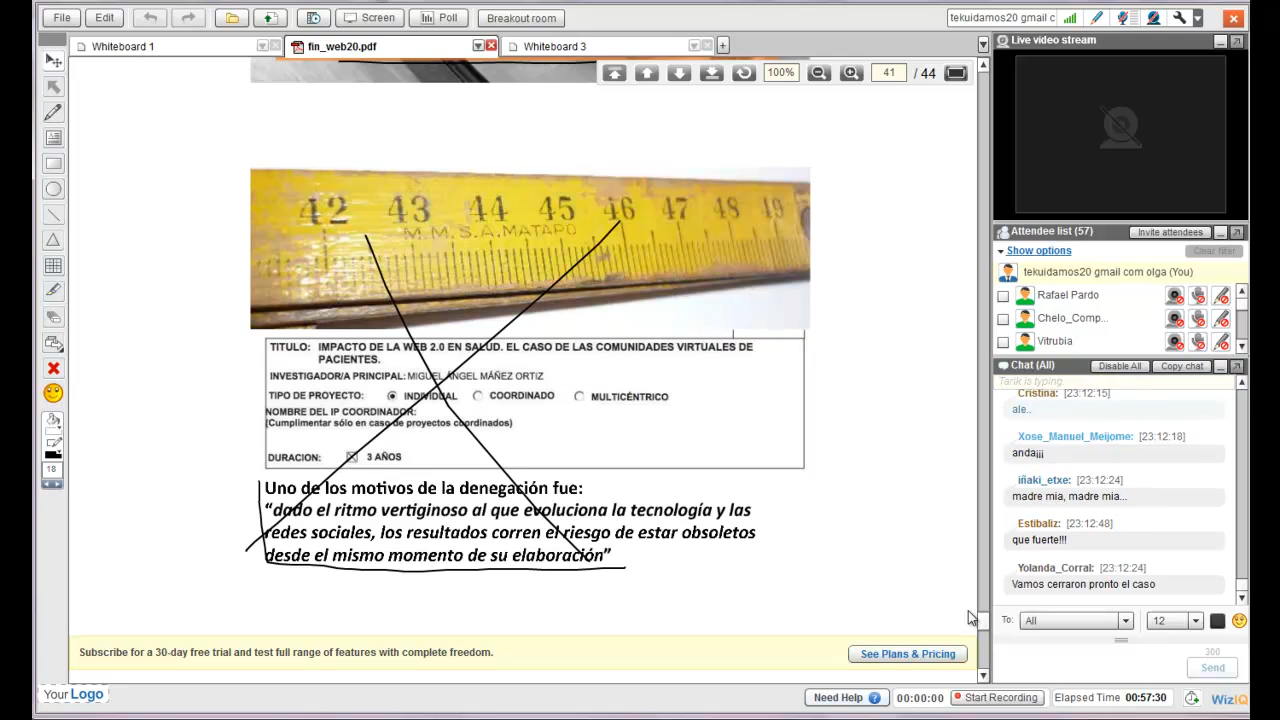 File Edit Screen Poll Breakout room tekuidamos20 gmail c
Whiteboard 1 fin_web20.pdf Whiteboard 3
100% 41 / 44
42 43 44 45 46 47 48 49
M.M.S.A.MATAPO
TITULO: IMPACTO DE LA WEB 2.0 EN SALUD. EL CASO DE LAS COMUNIDADES VIRTUALES DE
PACIENTES.
INVESTIGADOR/A PRINCIPAL: MIGUEL ÁNGEL MÁÑEZ ORTIZ
TIPO DE PROYECTO: INDIVIDUAL COORDINADO MULTICÉNTRICO
NOMBRE DEL IP COORDINADOR:
(Cumplimentar sólo en caso de proyectos coordinados)
DURACION: 3 AÑOS
Uno de los motivos de la denegación fue:
“dado el ritmo vertiginoso al que evoluciona la tecnología y las
redes sociales, los resultados corren el riesgo de estar obsoletos
desde el mismo momento de su elaboración”
18
Subscribe for a 30-day free trial and test full range of features with complete freedom. See Plans & Pricing
Live video stream
Attendee list (57) Invite attendees
Show options Clear filter
tekuidamos20 gmail com olga (You)
Rafael Pardo
Chelo_Comp...
Vitrubia
Chat (All) Disable All Copy chat
Tarik is typing
Cristina: [23:12:15]
ale..
Xose_Manuel_Meijome: [23:12:18]
anda¡¡¡
iñaki_etxe: [23:12:24]
madre mia, madre mia...
Estibaliz: [23:12:48]
que fuerte!!!
Yolanda_Corral: [23:12:24]
Vamos cerraron pronto el caso
To: All 12
300
Send
Your Logo Need Help ? 00:00:00 Start Recording Elapsed Time 00:57:30 WizIQ